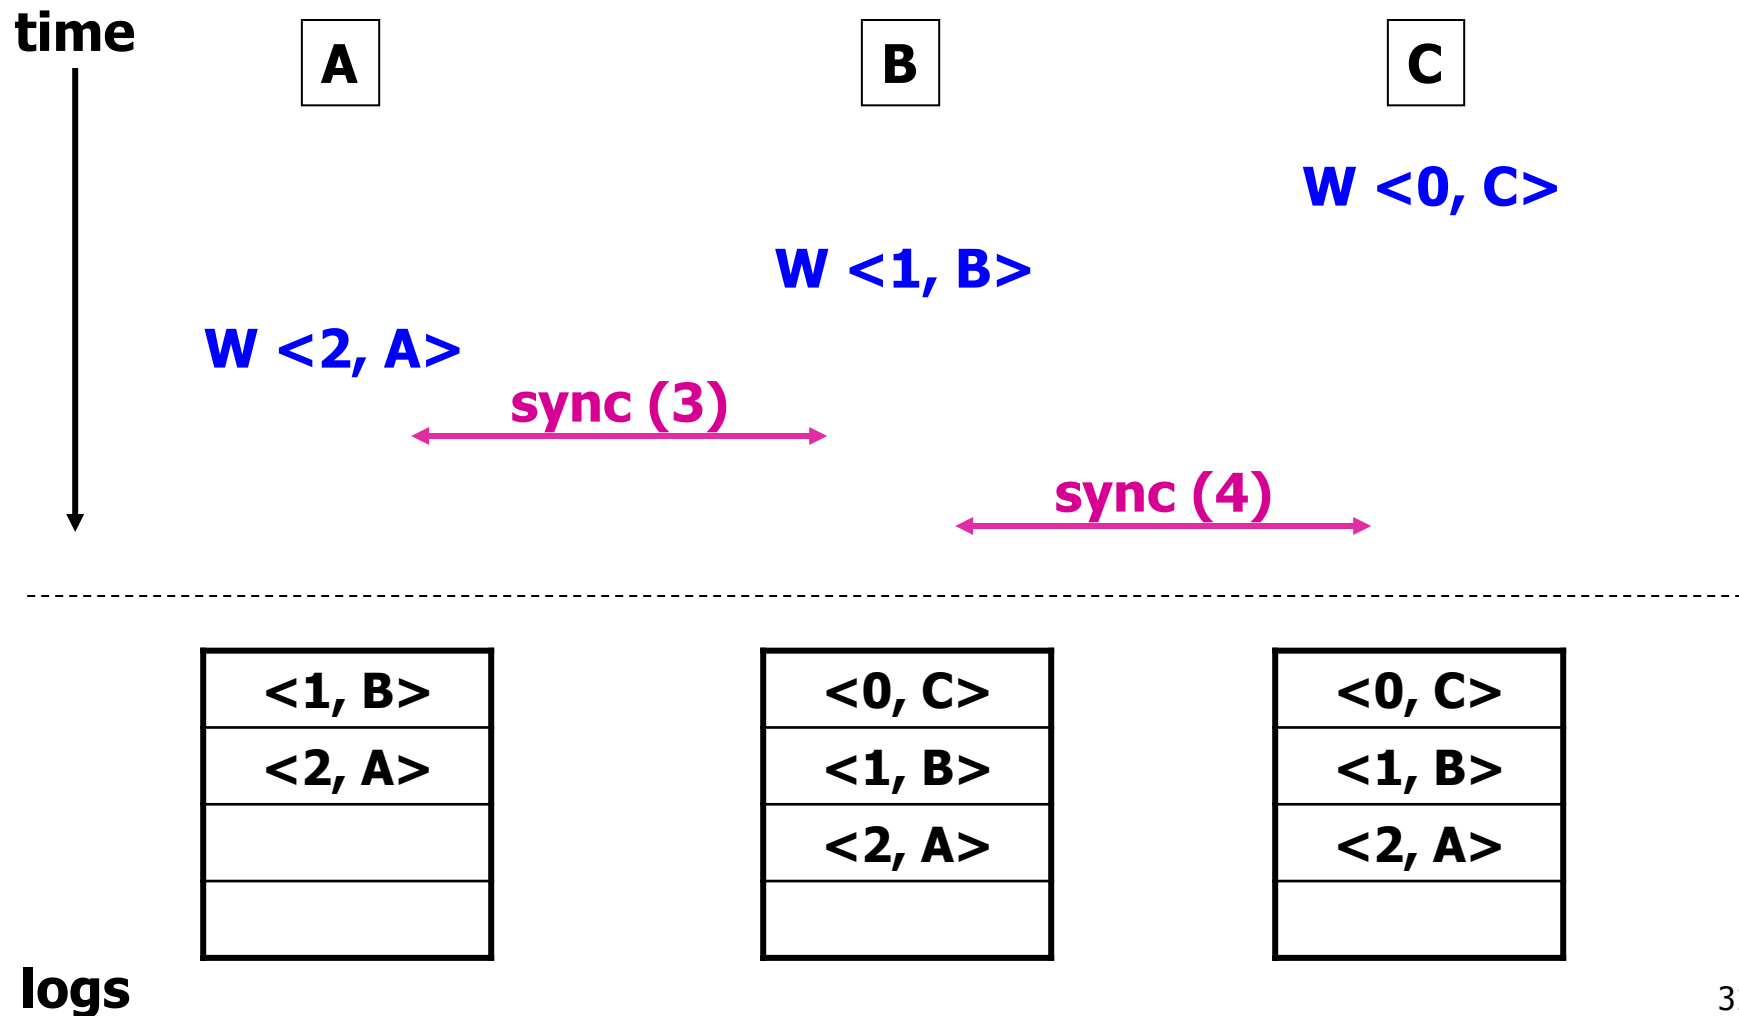 time
A
B
C
W <0, C>
W <1, B>
W <2, A>
sync (3)
sync (4)
<1, B>
<0, C>
<0, C>
<2, A>
<1, B>
<1, B>
<2, A>
<2, A>
logs